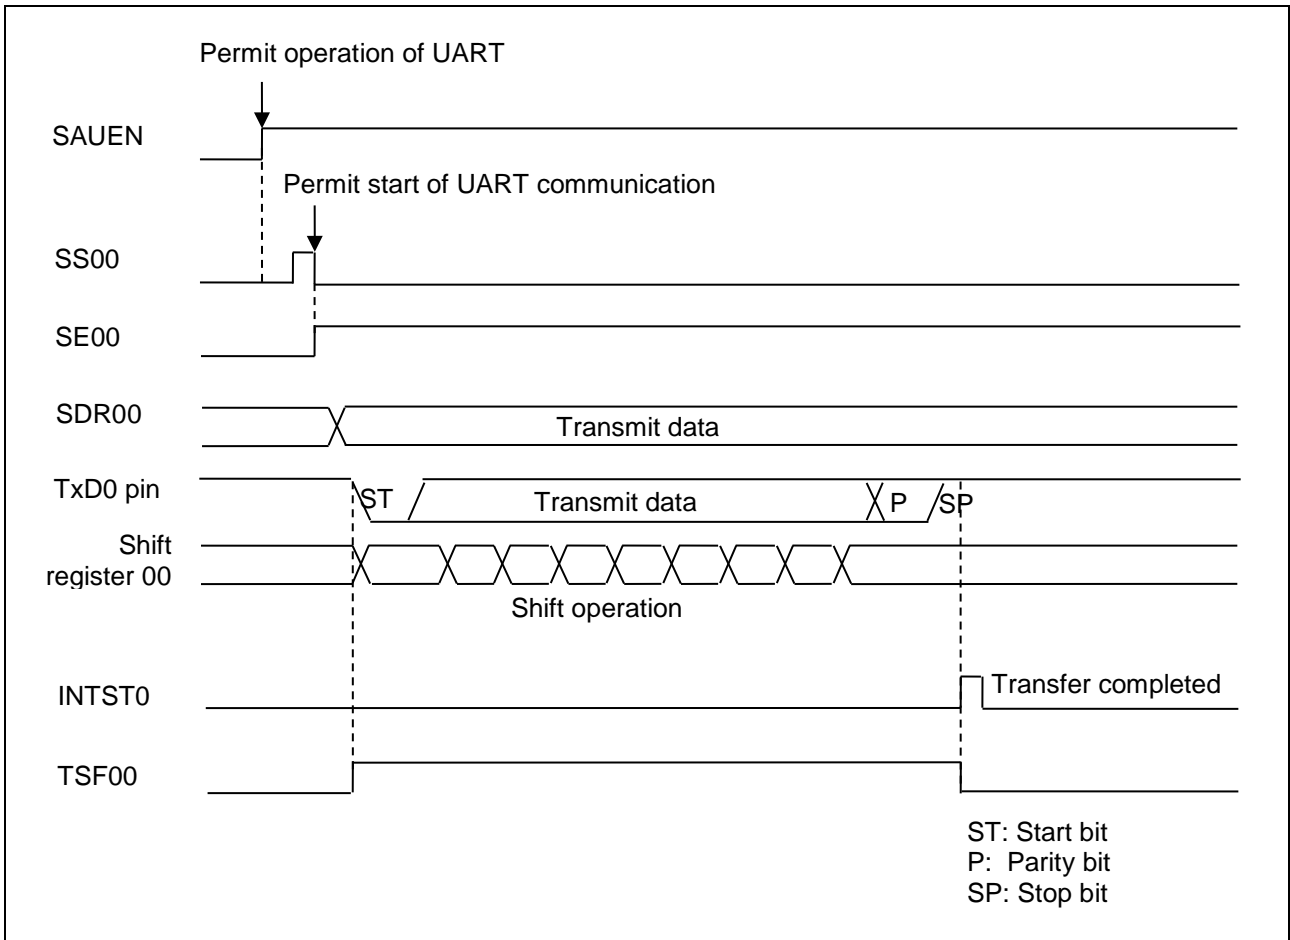 Permit operation of UART
SAUEN
Permit start of UART communication
SS00
SE00
SDR00
Transmit data
TxD0 pin
ST
Transmit data
P
SP
Shift
register 00
Shift operation
INTST0
Transfer completed
TSF00
ST: Start bit
P: Parity bit
SP: Stop bit